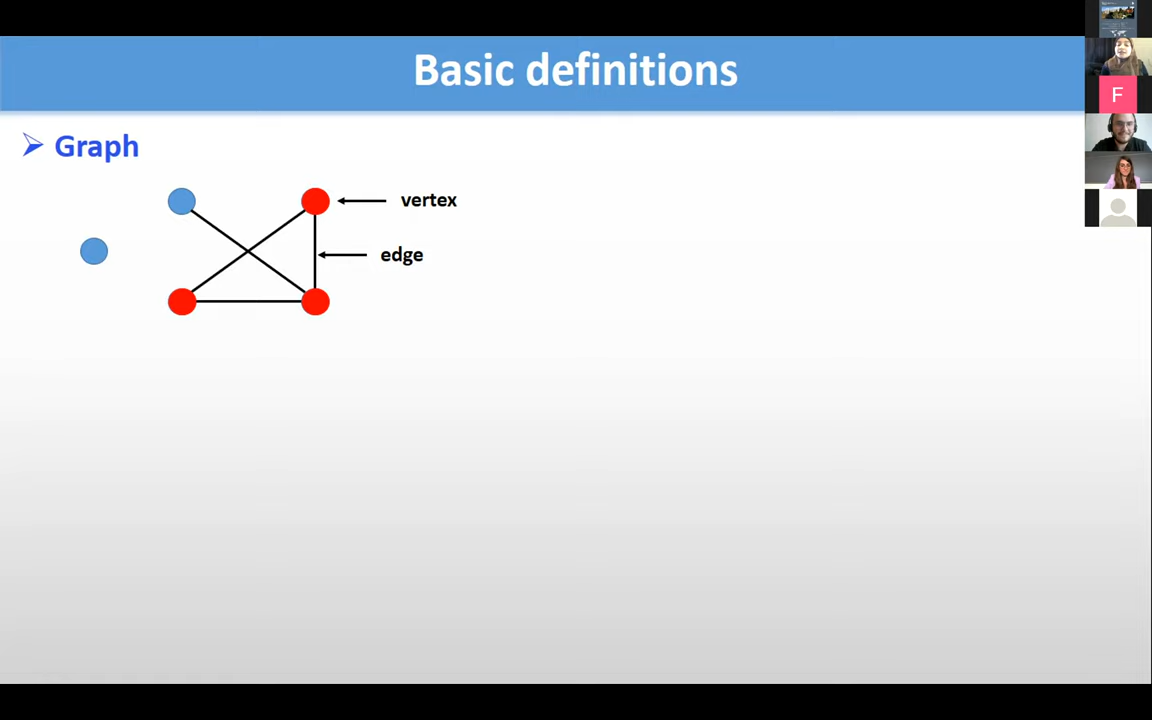 Basic definitions
Graph
vertex
edge
F